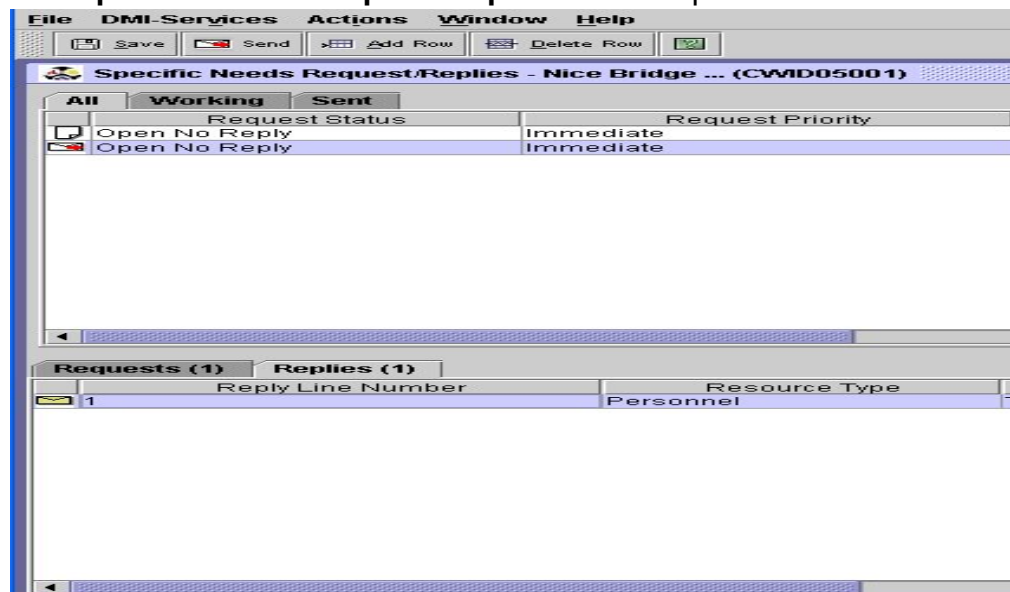 File DMI-Services Actions Window Help
Save Send Add Row Delete Row
Specific Needs Request/Replies - Nice Bridge ... (CWID05001)
All Working Sent
Request Status Request Priority
Open No Reply Immediate
Open No Reply Immediate
Requests (1) Replies (1)
Reply Line Number Resource Type
1 Personnel